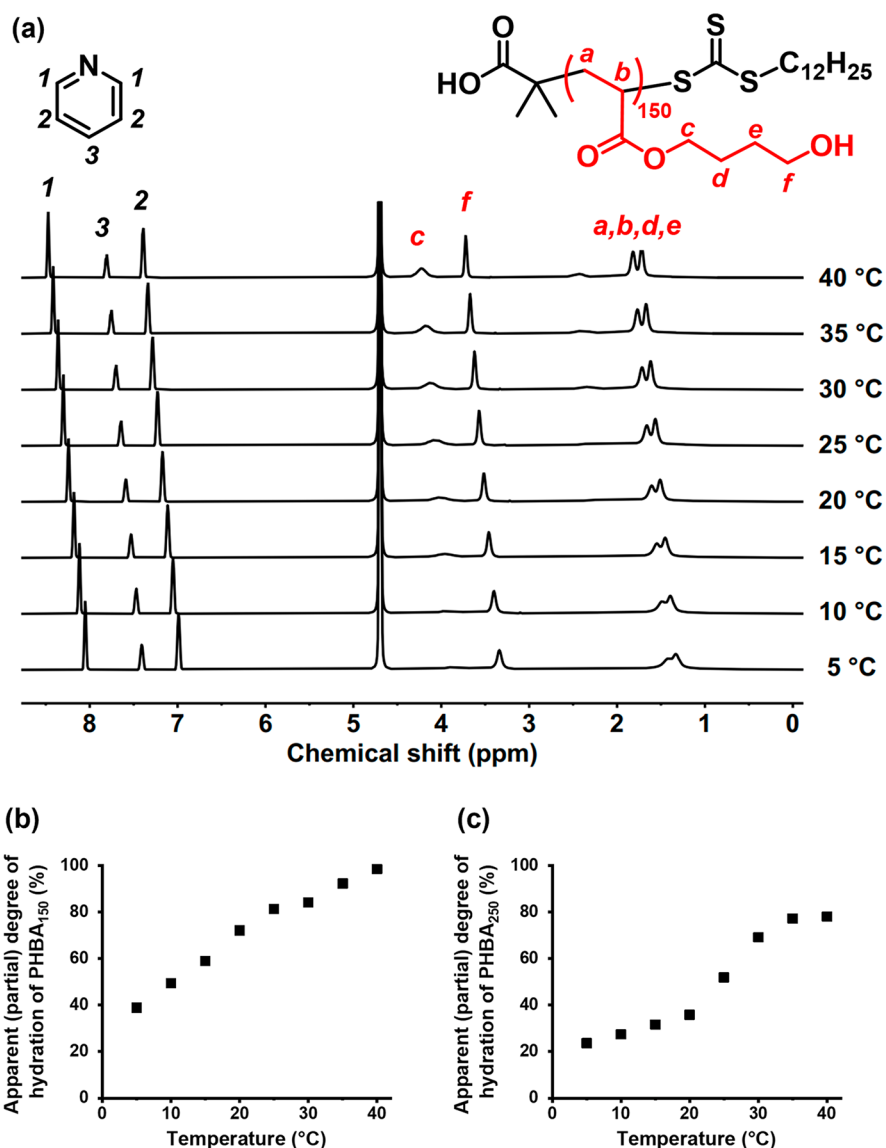 (a)
N
1 1
2 2
3
HO
O
a
b
150
S
S
S
C12H25
O
O
c
d
e
f
OH
1
3
2
c
f
a,b,d,e
40 °C
35 °C
30 °C
25 °C
20 °C
15 °C
10 °C
5 °C
8 7 6 5 4 3 2 1 0
Chemical shift (ppm)
(b)
Apparent (partial) degree of
hydration of PHBA150 (%)
100
80
60
40
20
0
0 10 20 30 40
Temperature (°C)
(c)
Apparent (partial) degree of
hydration of PHBA250 (%)
100
80
60
40
20
0
0 10 20 30 40
Temperature (°C)